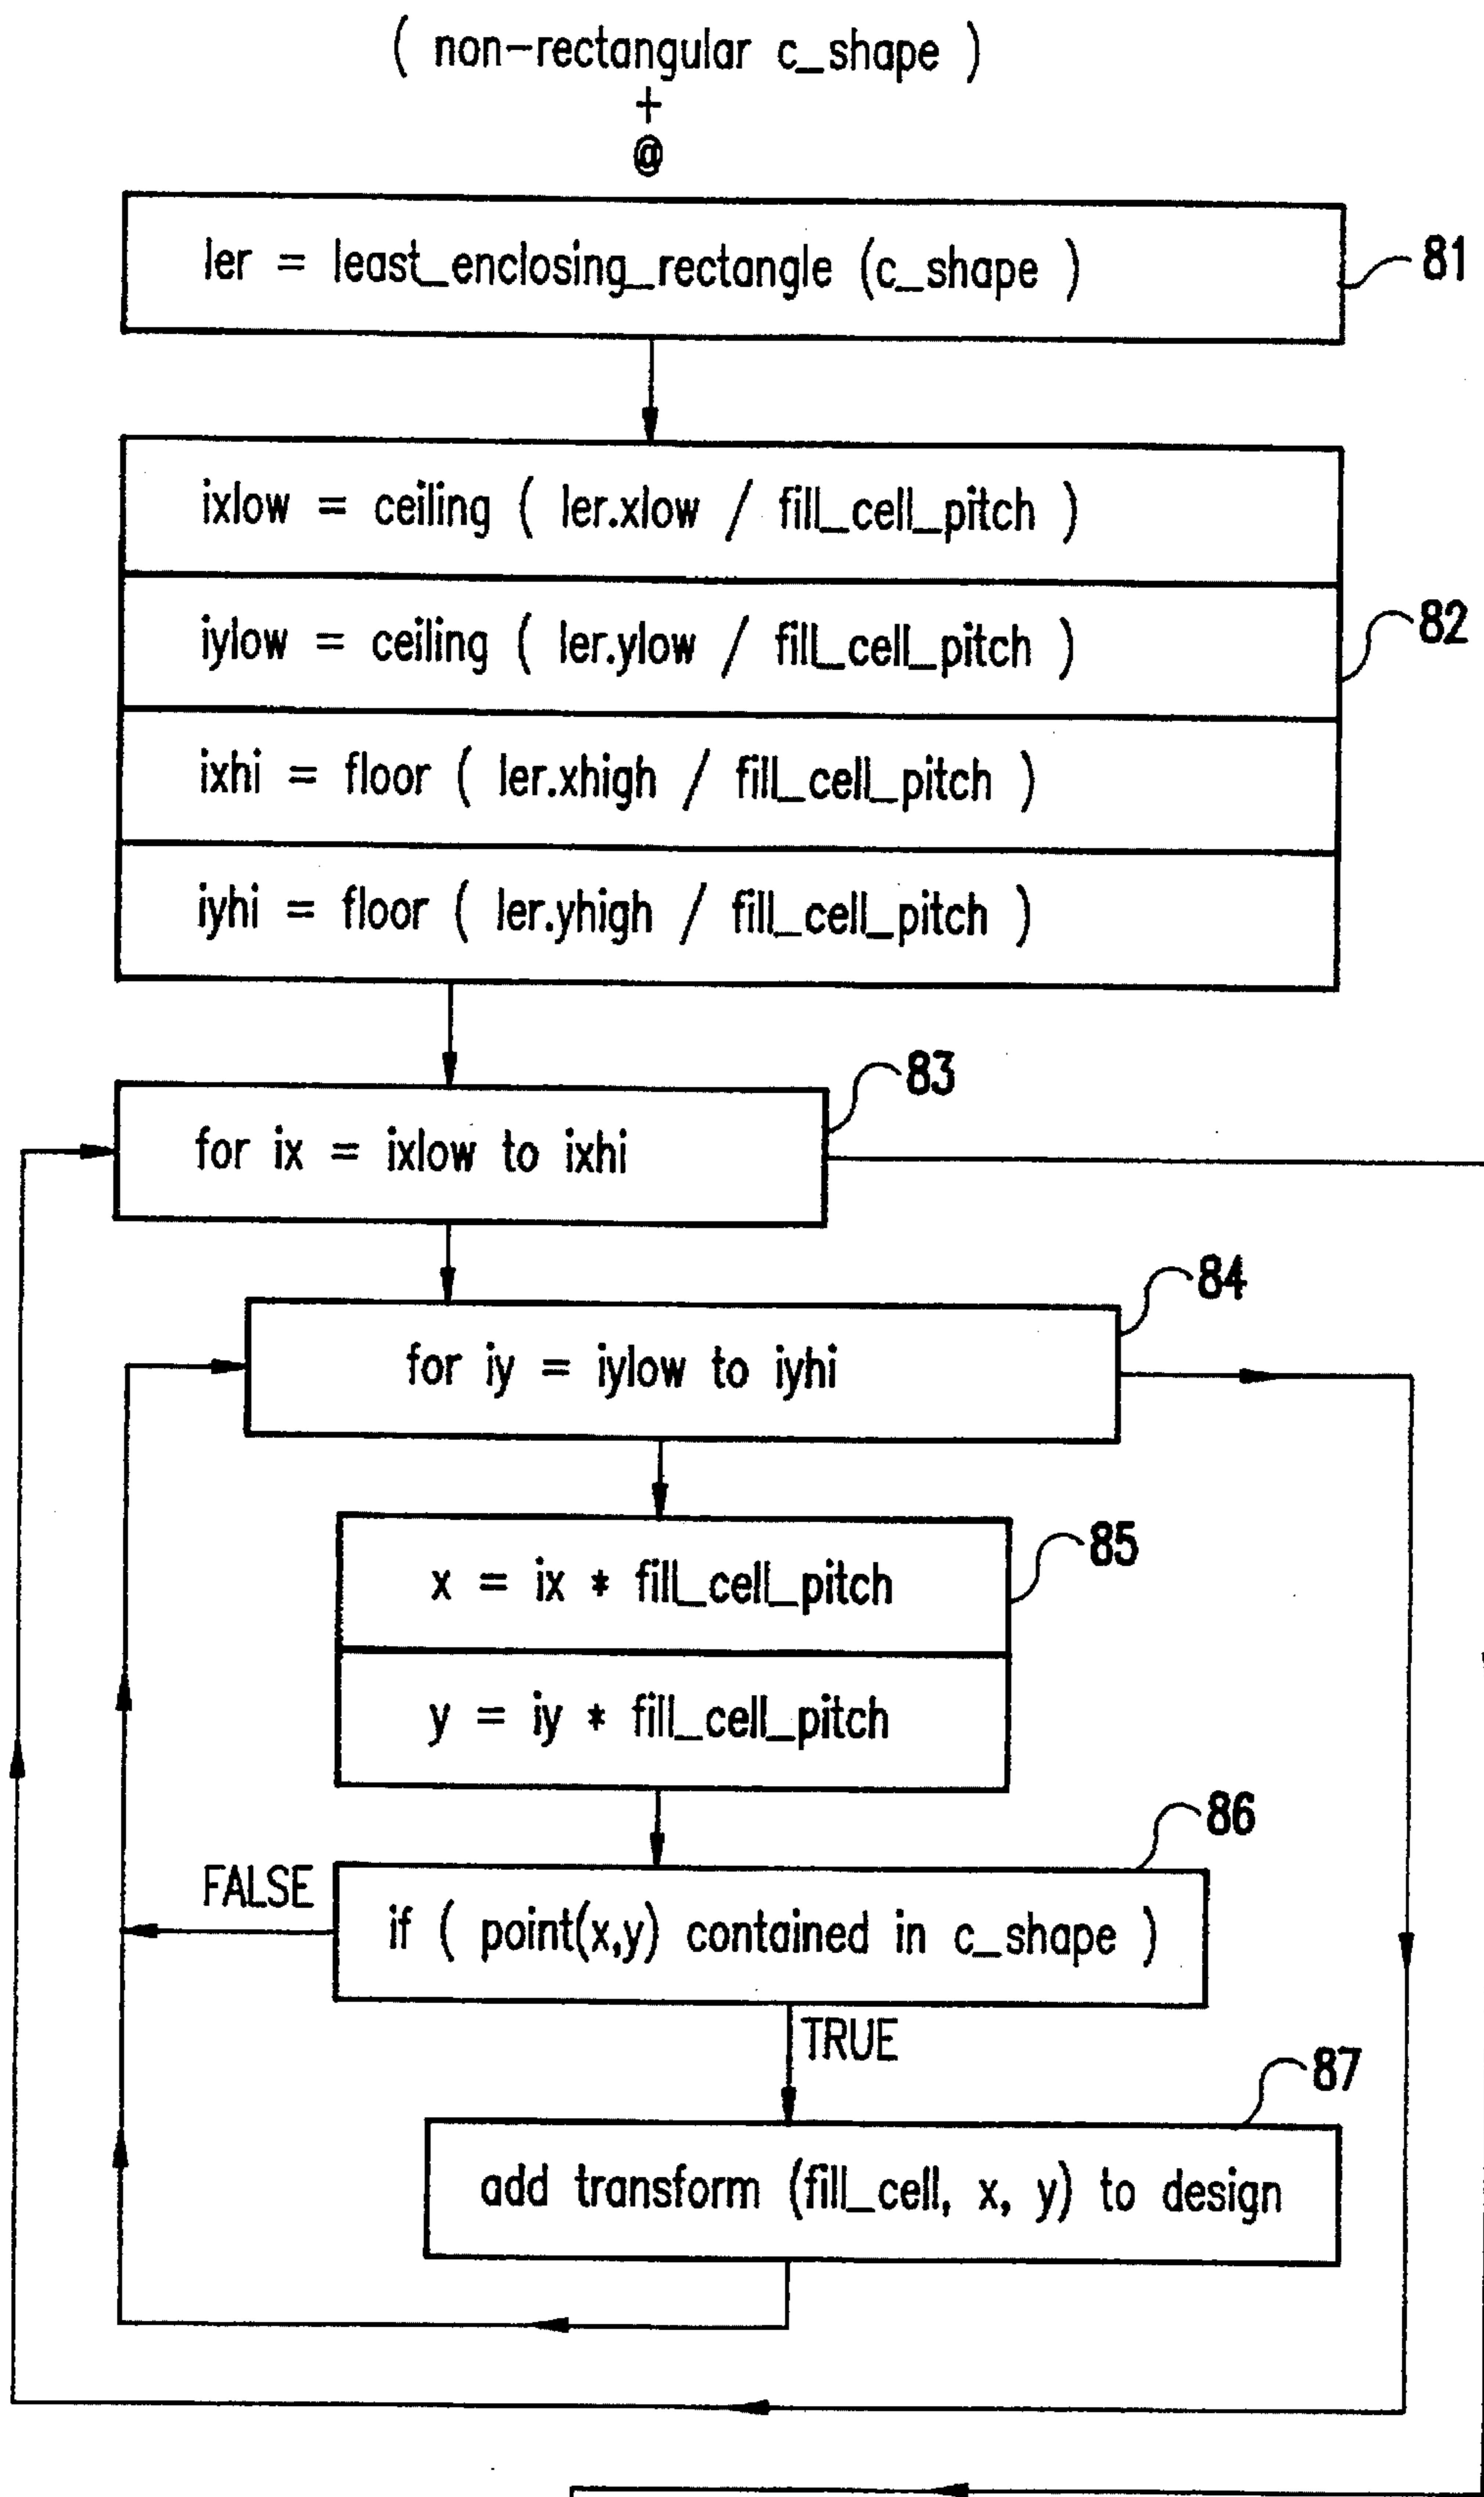 ( non-rectangular c_shape )
+
@
ler = least_enclosing_rectangle (c_shape )
81
ixlow = ceiling ( ler.xlow / fill_cell_pitch )
iylow = ceiling ( ler.ylow / fill_cell_pitch )
82
ixhi = floor ( ler.xhigh / fill_cell_pitch )
iyhi = floor ( ler.yhigh / fill_cell_pitch )
83
for ix = ixlow to ixhi
84
for iy = iylow to iyhi
85
x = ix * fill_cell_pitch
y = iy * fill_cell_pitch
86
FALSE
if ( point(x,y) contained in c_shape )
TRUE
87
add transform (fill_cell, x, y) to design